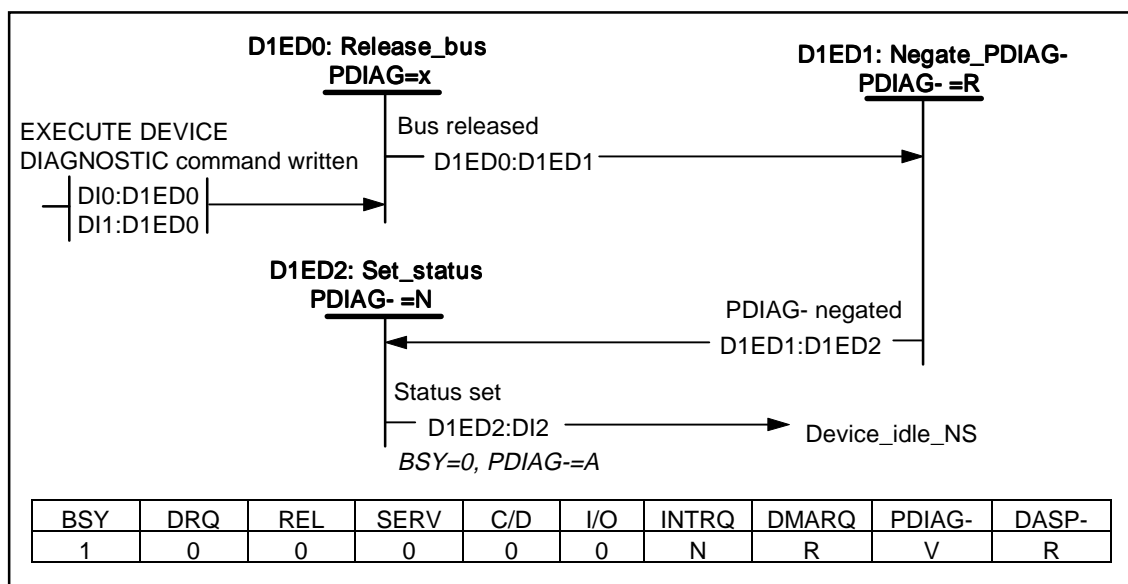 D1ED0: Release_bus
PDIAG=x
D1ED1: Negate_PDIAG-
PDIAG- =R
EXECUTE DEVICE
DIAGNOSTIC command written
DI0:D1ED0
DI1:D1ED0
Bus released
D1ED0:D1ED1
D1ED2: Set_status
PDIAG- =N
PDIAG- negated
D1ED1:D1ED2
Status set
D1ED2:DI2
Device_idle_NS
BSY=0, PDIAG-=A
BSY DRQ REL SERV C/D I/O INTRQ DMARQ PDIAG- DASP-
1 0 0 0 0 0 N R V R